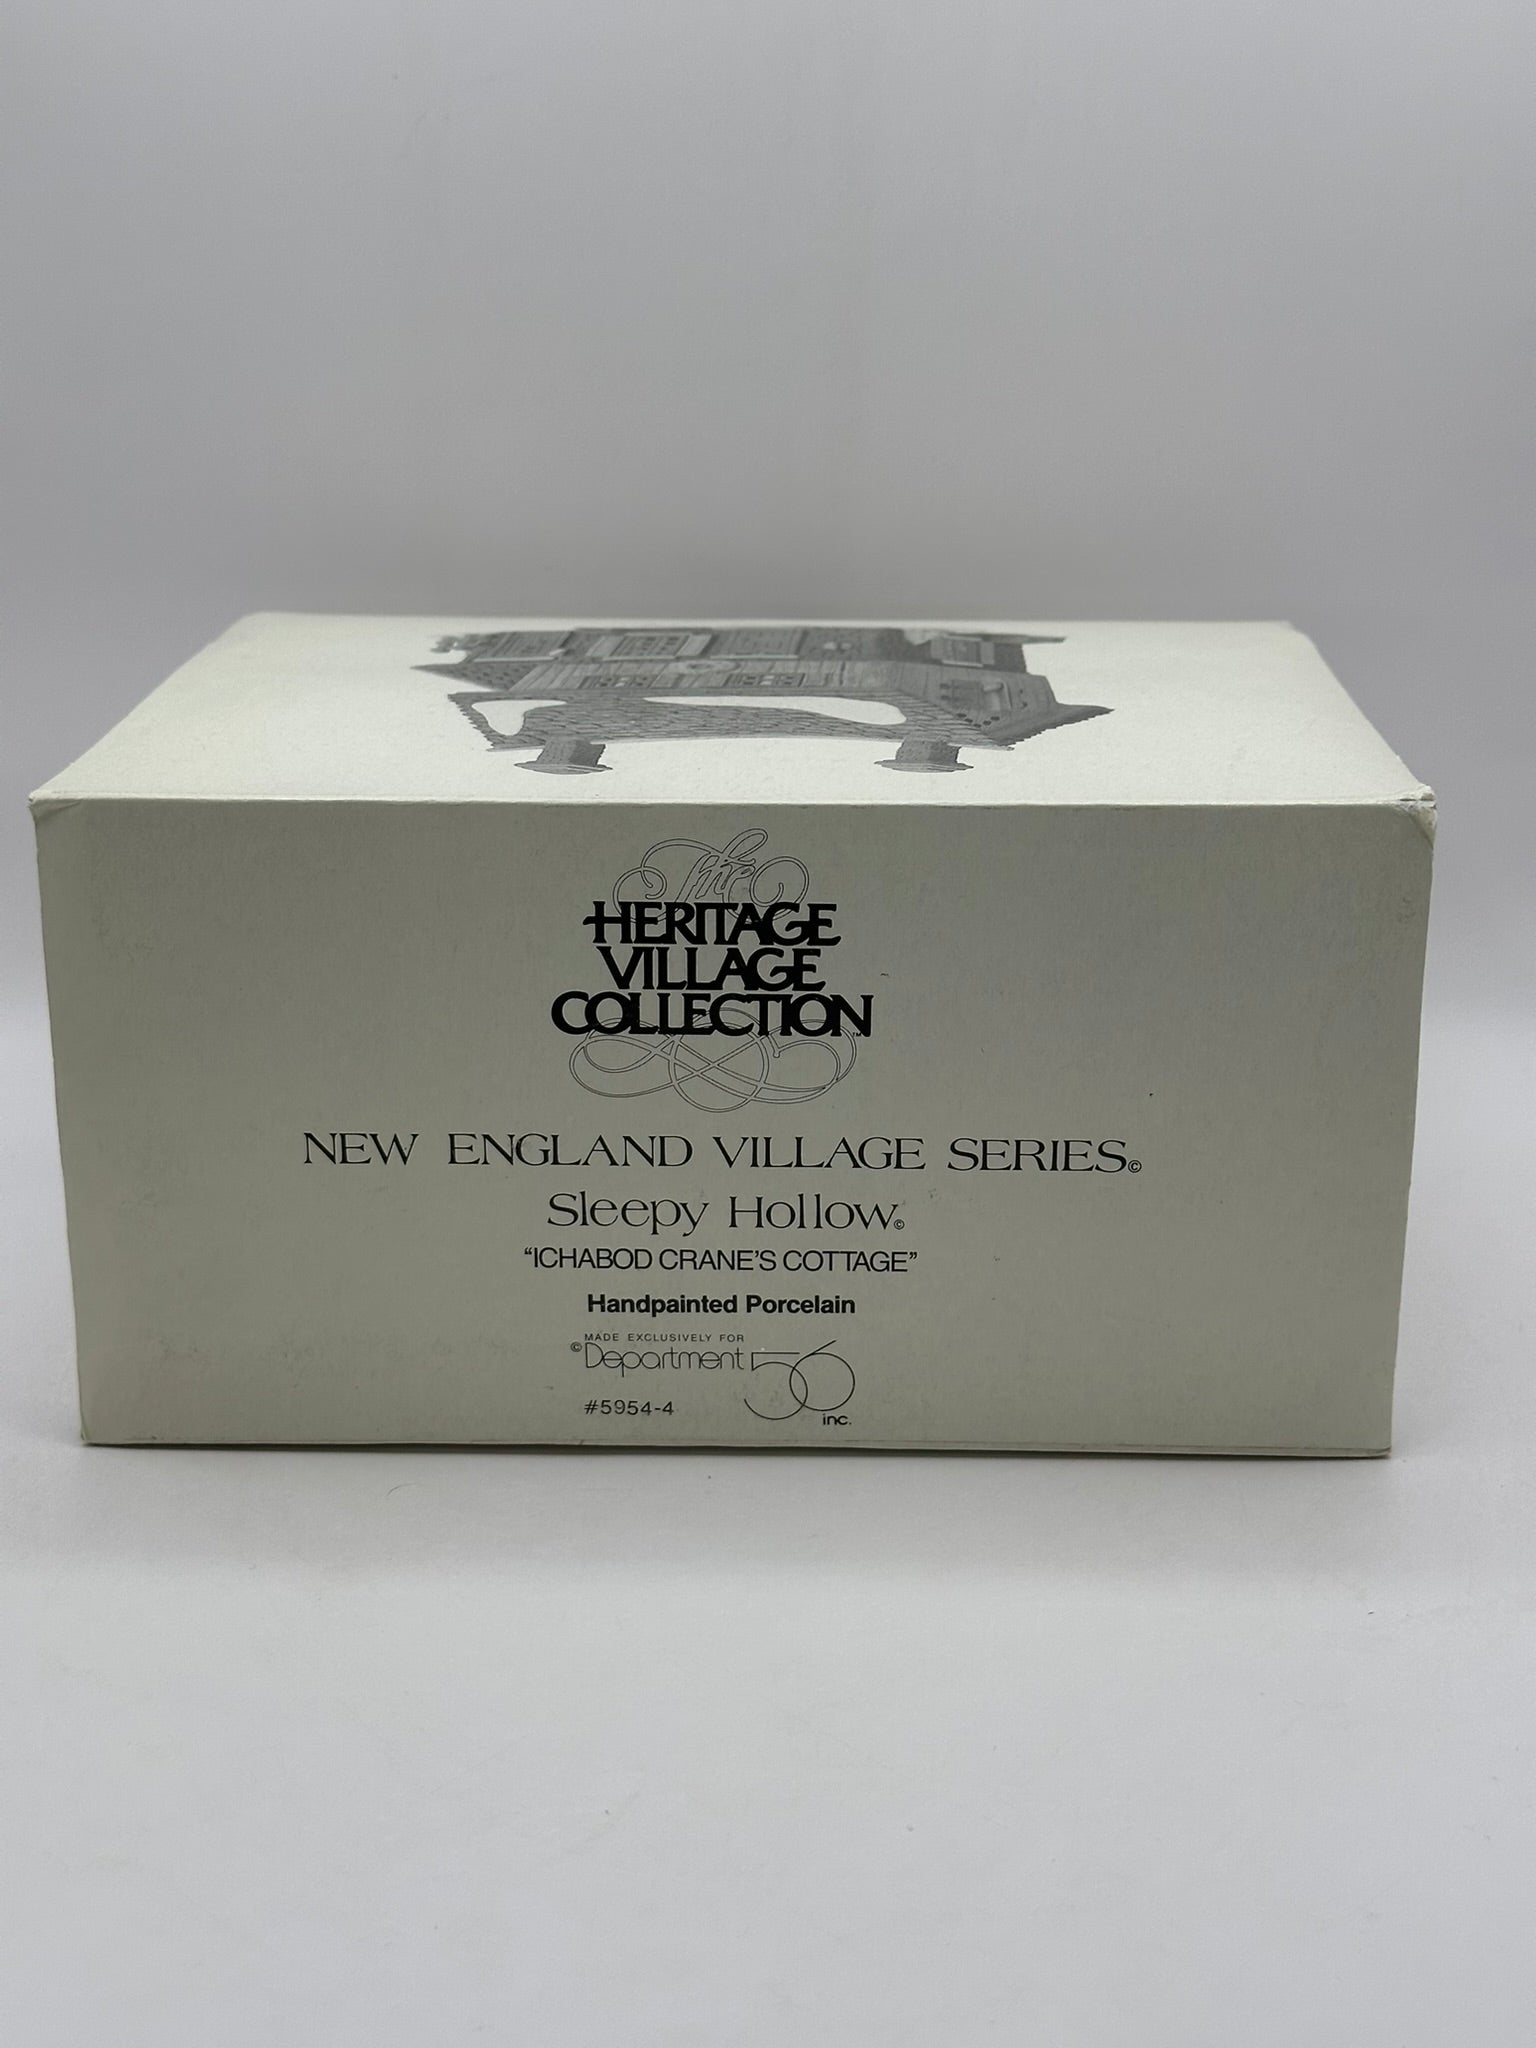 The
HERITAGE
VILLAGE
COLLECTION™
NEW ENGLAND VILLAGE SERIES©
Sleepy Hollow©
“ICHABOD CRANE’S COTTAGE”
Handpainted Porcelain
MADE EXCLUSIVELY FOR
©Department 56
inc.
#5954-4